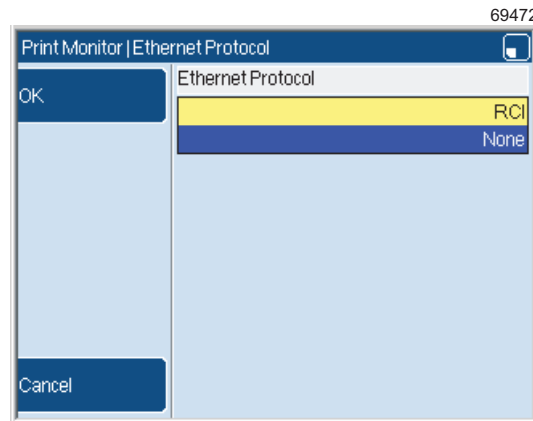 69472
Print Monitor | Ethernet Protocol
Ethernet Protocol
OK
RCI
None
Cancel